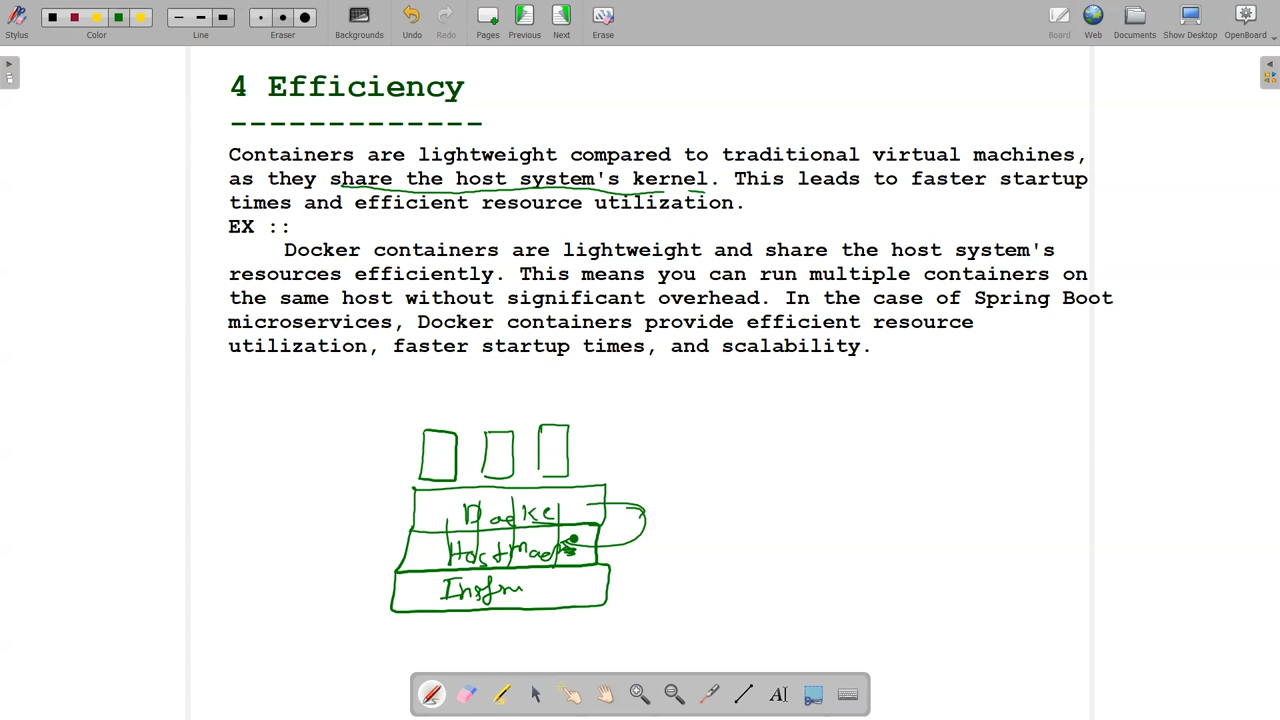 Stylus Color Line Eraser Backgrounds Undo Redo Pages Previous Next Erase Board Web Documents Show Desktop OpenBoard
4 Efficiency
-------------
Containers are lightweight compared to traditional virtual machines,
as they share the host system's kernel. This leads to faster startup
times and efficient resource utilization.
EX ::
Docker containers are lightweight and share the host system's
resources efficiently. This means you can run multiple containers on
the same host without significant overhead. In the case of Spring Boot
microservices, Docker containers provide efficient resource
utilization, faster startup times, and scalability.
Host